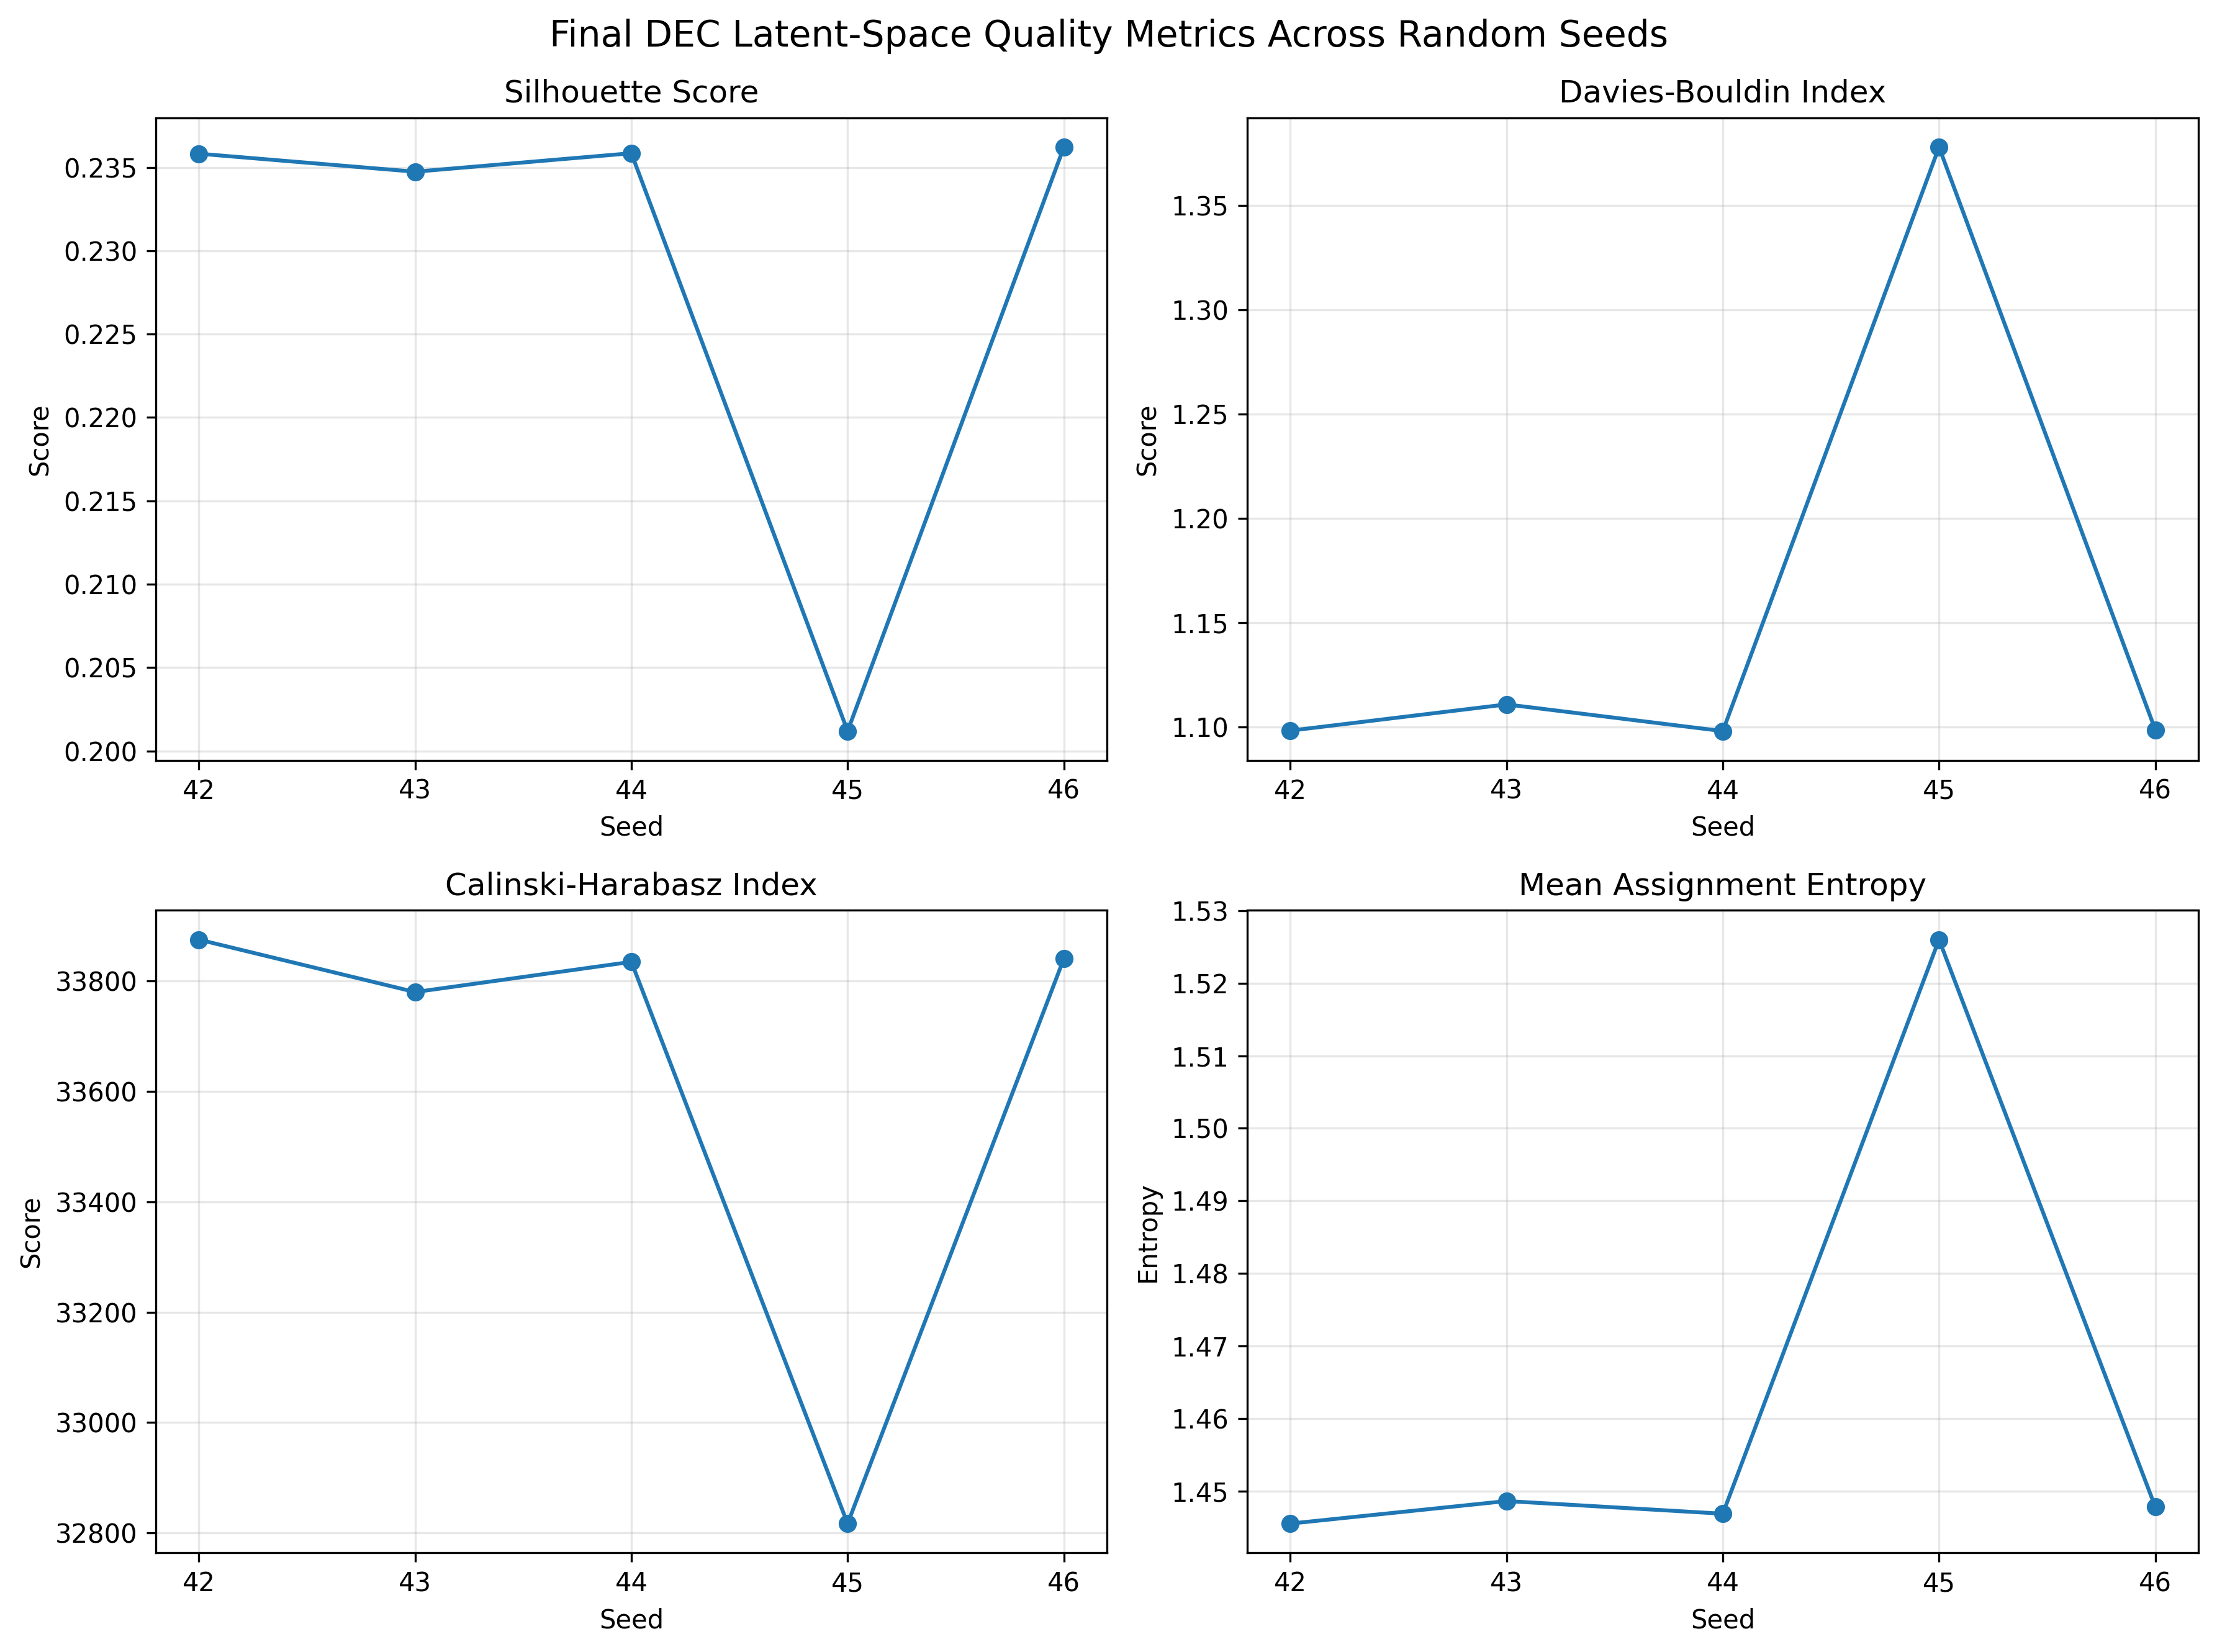 Final DEC Latent-Space Quality Metrics Across Random Seeds
Silhouette Score
0.235
0.230
0.225
0.220
0.215
0.210
0.205
0.200
Score
42 43 44 45 46
Seed
Davies-Bouldin Index
1.35
1.30
1.25
1.20
1.15
1.10
Score
42 43 44 45 46
Seed
Calinski-Harabasz Index
33800
33600
33400
33200
33000
32800
Score
42 43 44 45 46
Seed
Mean Assignment Entropy
1.53
1.52
1.51
1.50
1.49
1.48
1.47
1.46
1.45
Entropy
42 43 44 45 46
Seed